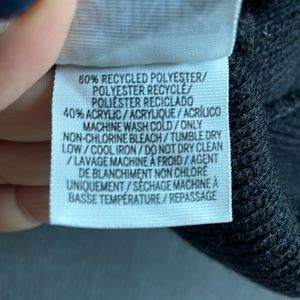 60% RECYCLED POLYESTER/
POLYESTER RECYCLÉ/
POLIÉSTER RECICLADO
40% ACRYLIC / ACRYLIQUE / ACRÍLICO
MACHINE WASH COLD / ONLY
NON-CHLORINE BLEACH / TUMBLE DRY
LOW / COOL IRON / DO NOT DRY CLEAN
/ LAVAGE MACHINE À FROID / AGENT
DE BLANCHIMENT NON CHLORÉ
UNIQUEMENT / SÉCHAGE MACHINE À
BASSE TEMPÉRATURE / REPASSAGE